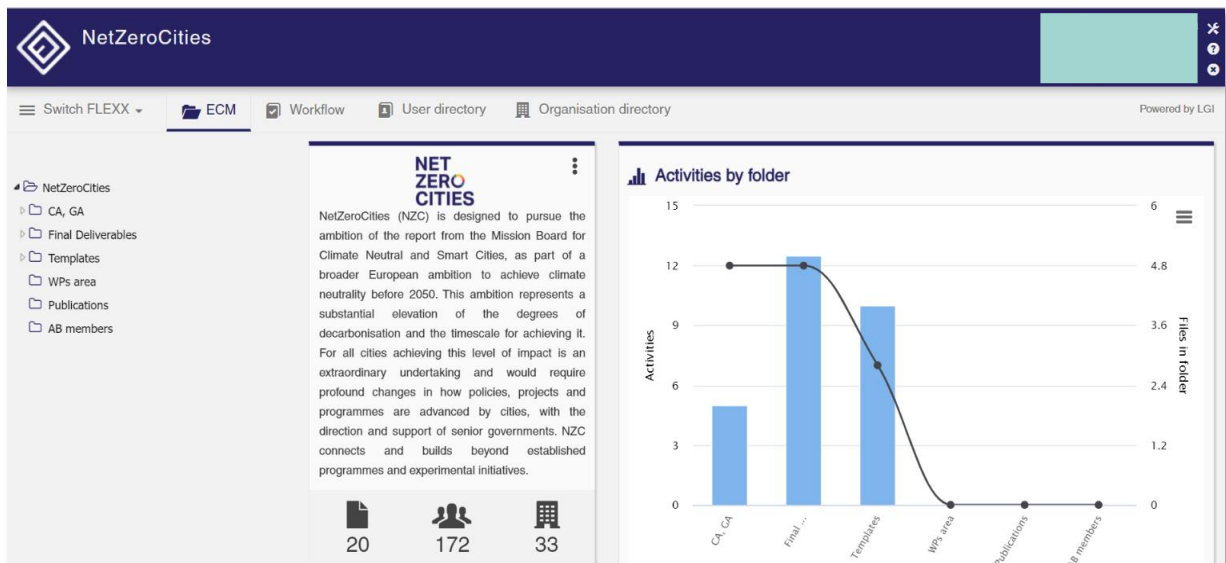 NetZeroCities
Switch FLEXX
ECM
Workflow
User directory
Organisation directory
Powered by LGI
NetZeroCities
CA, GA
Final Deliverables
Templates
WPs area
Publications
AB members
NET
ZERO
CITIES
NetZeroCities (NZC) is designed to pursue the
ambition of the report from the Mission Board for
Climate Neutral and Smart Cities, as part of a
broader European ambition to achieve climate
neutrality before 2050. This ambition represents a
substantial elevation of the degrees of
decarbonisation and the timescale for achieving it.
For all cities achieving this level of impact is an
extraordinary undertaking and would require
profound changes in how policies, projects and
programmes are advanced by cities, with the
direction and support of senior governments. NZC
connects and builds beyond established
programmes and experimental initiatives.
20
172
33
Activities by folder
15
12
9
6
3
0
Activities
6
4.8
3.6
2.4
1.2
0
Files in folder
CA, GA
Final ...
Templates
WPs area
Publications
AB members